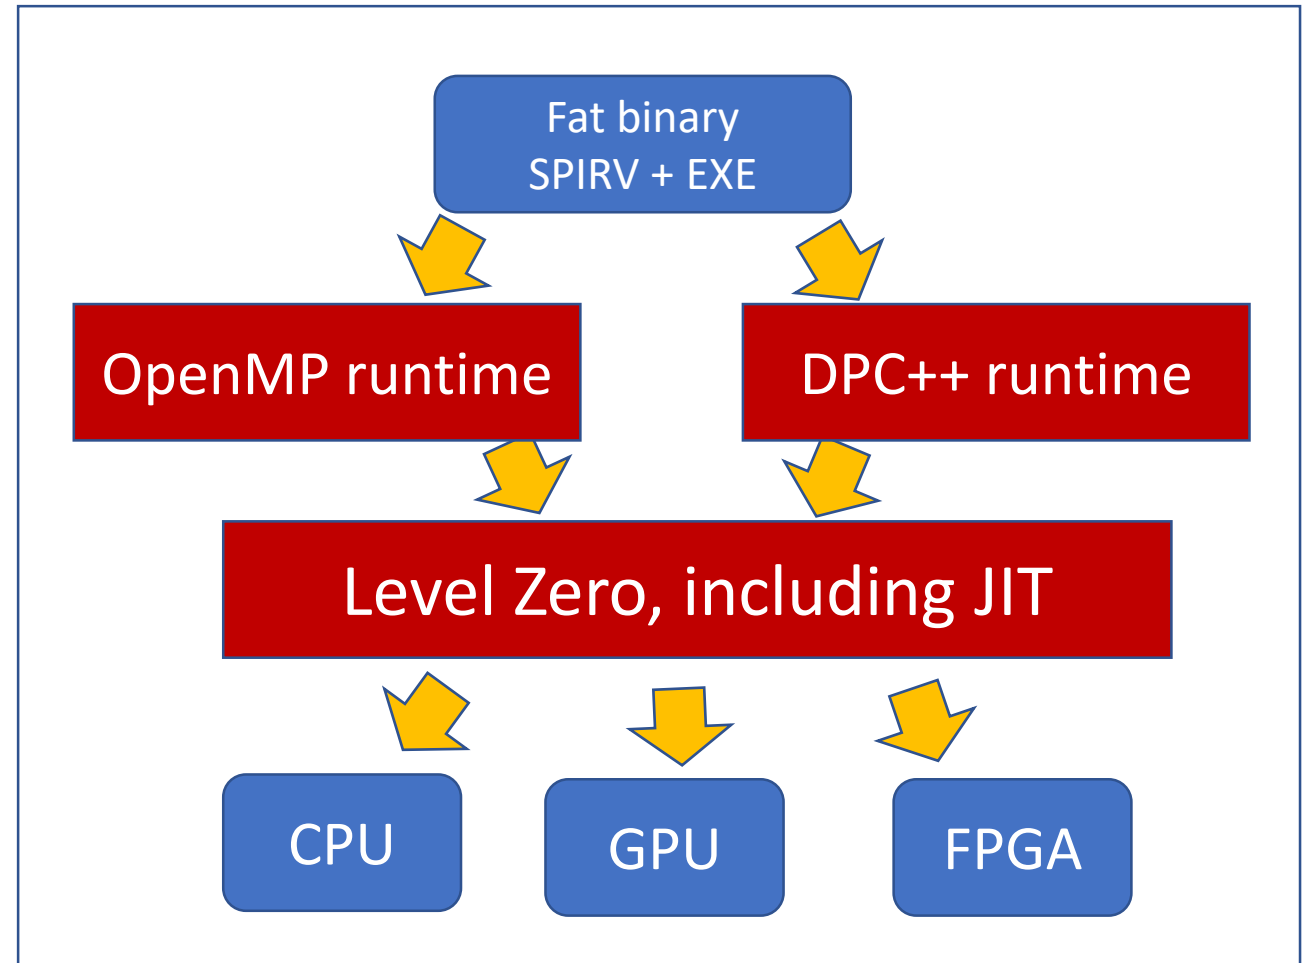 Fat binary
SPIRV + EXE
OpenMP runtime
DPC++ runtime
Level Zero, including JIT
CPU
GPU
FPGA